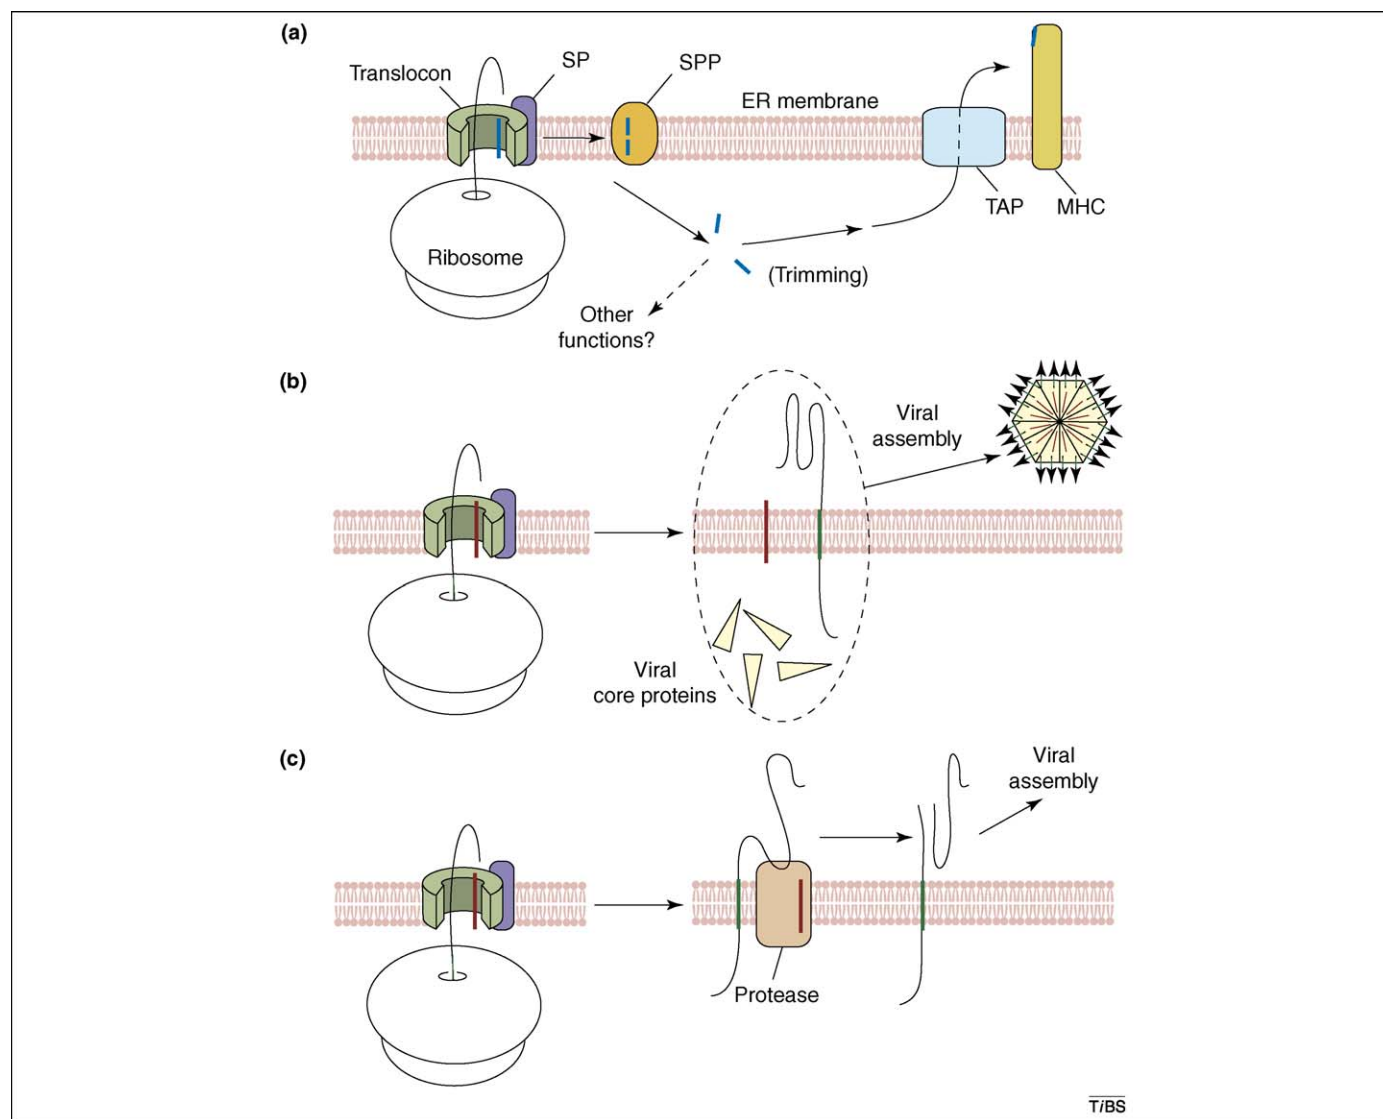 (a)
Translocon
SP
SPP
ER membrane
TAP
MHC
Ribosome
(Trimming)
Other
functions?
(b)
Viral
assembly
Viral
core proteins
(c)
Viral
assembly
Protease
TiBS